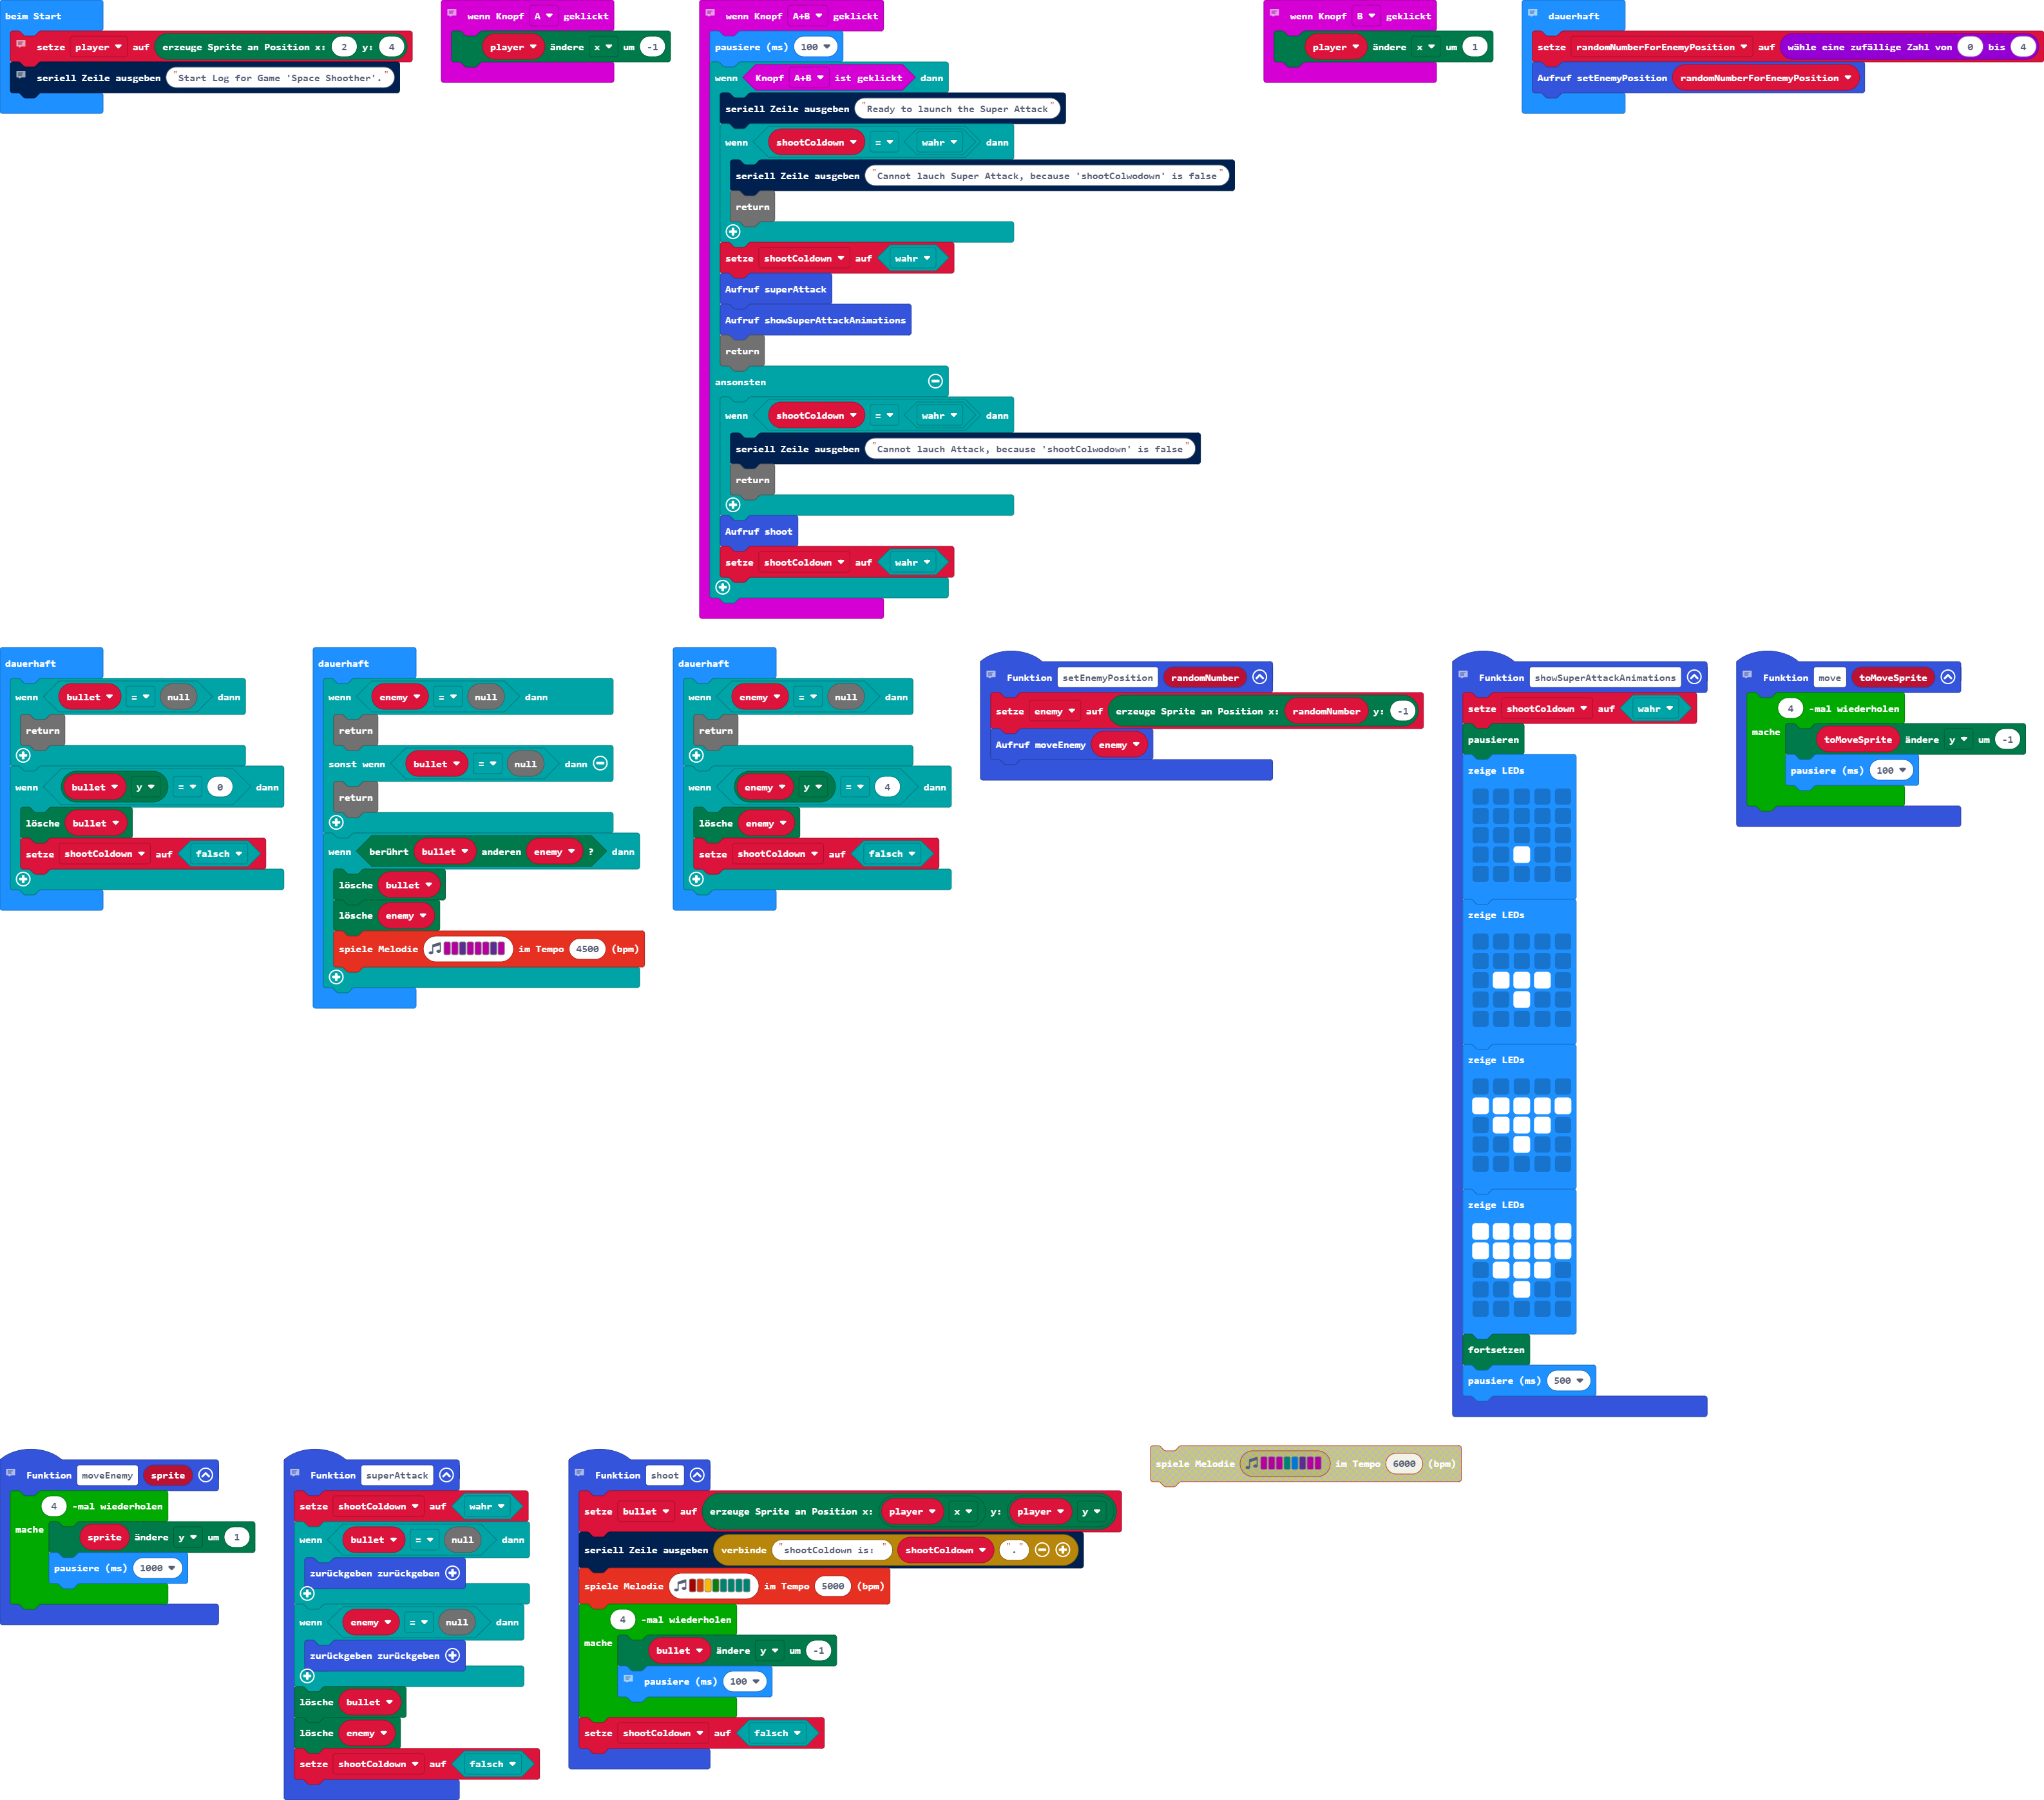 beim Start
setze player auf erzeuge Sprite an Position x: 2 y: 4
seriell Zeile ausgeben "Start Log for Game 'Space Shoother'."
wenn Knopf A geklickt
player ändere x um -1
wenn Knopf A+B geklickt
pausiere (ms) 100
wenn Knopf A+B ist geklickt dann
seriell Zeile ausgeben "Ready to launch the Super Attack"
wenn shootColdown = wahr dann
seriell Zeile ausgeben "Cannot lauch Super Attack, because 'shootColwodown' is false"
return
setze shootColdown auf wahr
Aufruf superAttack
Aufruf showSuperAttackAnimations
return
ansonsten
wenn shootColdown = wahr dann
seriell Zeile ausgeben "Cannot lauch Attack, because 'shootColwodown' is false"
return
Aufruf shoot
setze shootColdown auf wahr
wenn Knopf B geklickt
player ändere x um 1
dauerhaft
setze randomNumberForEnemyPosition auf wähle eine zufällige Zahl von 0 bis 4
Aufruf setEnemyPosition randomNumberForEnemyPosition
dauerhaft
wenn bullet = null dann
return
wenn bullet y = 0 dann
lösche bullet
setze shootColdown auf falsch
dauerhaft
wenn enemy = null dann
return
sonst wenn bullet = null dann
return
wenn berührt bullet anderen enemy ? dann
lösche bullet
lösche enemy
spiele Melodie im Tempo 4500 (bpm)
dauerhaft
wenn enemy = null dann
return
wenn enemy y = 4 dann
lösche enemy
setze shootColdown auf falsch
Funktion setEnemyPosition randomNumber
setze enemy auf erzeuge Sprite an Position x: randomNumber y: -1
Aufruf moveEnemy enemy
Funktion showSuperAttackAnimations
setze shootColdown auf wahr
pausieren
zeige LEDs
zeige LEDs
zeige LEDs
zeige LEDs
fortsetzen
pausiere (ms) 500
Funktion move toMoveSprite
4 -mal wiederholen
mache toMoveSprite ändere y um -1
pausiere (ms) 100
Funktion moveEnemy sprite
4 -mal wiederholen
mache sprite ändere y um 1
pausiere (ms) 1000
Funktion superAttack
setze shootColdown auf wahr
wenn bullet = null dann
zurückgeben zurückgeben
wenn enemy = null dann
zurückgeben zurückgeben
lösche bullet
lösche enemy
setze shootColdown auf falsch
Funktion shoot
setze bullet auf erzeuge Sprite an Position x: player x y: player y
seriell Zeile ausgeben verbinde "shootColdown is: " shootColdown "."
spiele Melodie im Tempo 5000 (bpm)
4 -mal wiederholen
mache bullet ändere y um -1
pausiere (ms) 100
setze shootColdown auf falsch
spiele Melodie im Tempo 6000 (bpm)